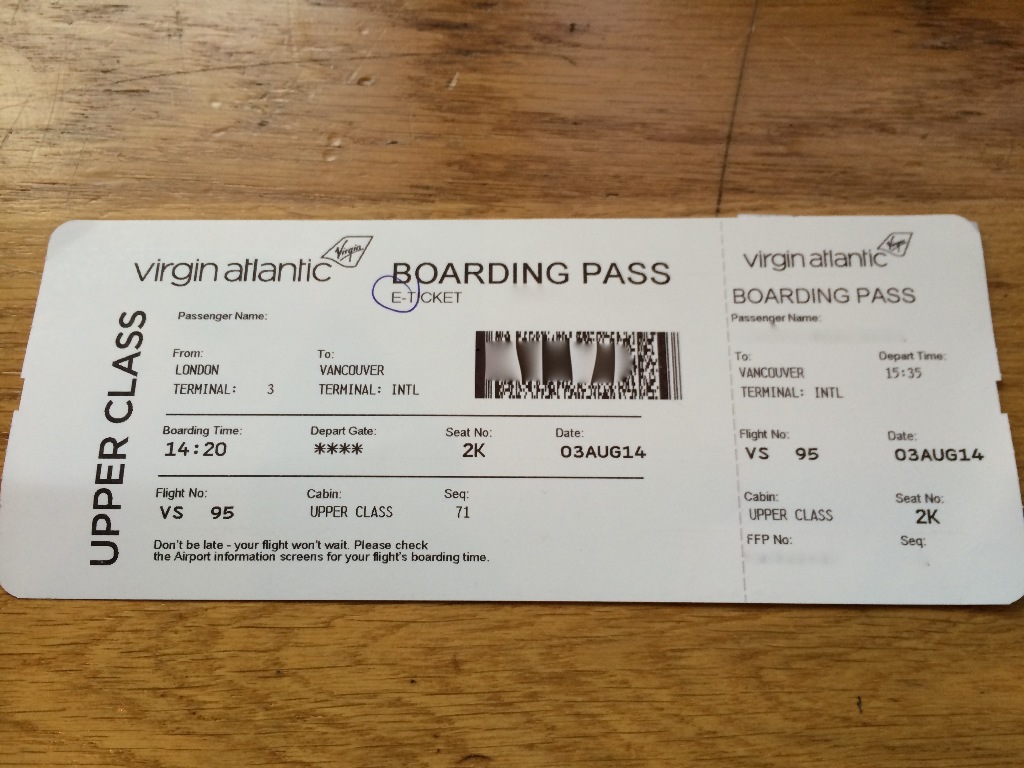 virgin atlantic Virgin
BOARDING PASS
E-TICKET
UPPER CLASS
Passenger Name:
From: To:
LONDON VANCOUVER
TERMINAL: 3 TERMINAL: INTL
Boarding Time: Depart Gate: Seat No: Date:
14:20 **** 2K 03AUG14
Flight No: Cabin: Seq:
VS 95 UPPER CLASS 71
Don't be late - your flight won't wait. Please check
the Airport information screens for your flight's boarding time.
virgin atlantic Virgin
BOARDING PASS
Passenger Name:
To: Depart Time:
VANCOUVER 15:35
TERMINAL: INTL
Flight No: Date:
VS 95 03AUG14
Cabin: Seat No:
UPPER CLASS 2K
FFP No: Seq: